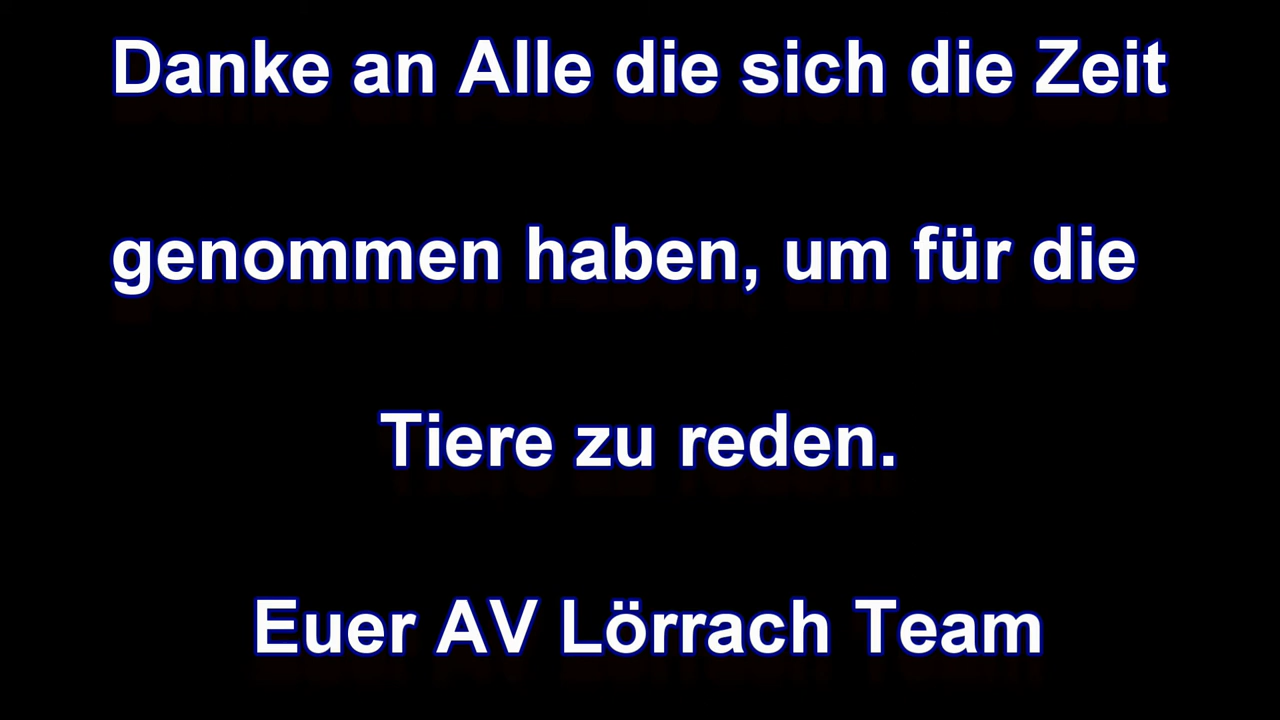 Danke an Alle die sich die Zeit
genommen haben, um für die
Tiere zu reden.
Euer AV Lörrach Team